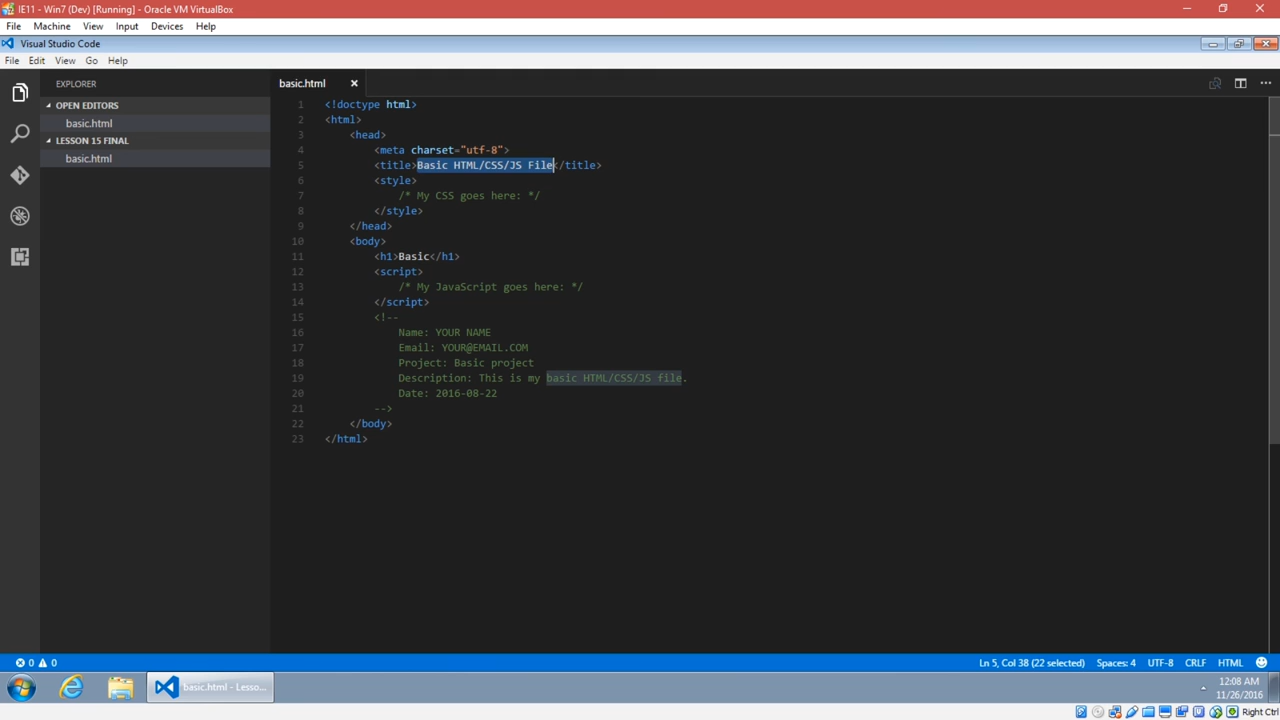 IE11 - Win7 (Dev) [Running] - Oracle VM VirtualBox
File Machine View Input Devices Help
Visual Studio Code
File Edit View Go Help
EXPLORER
OPEN EDITORS
basic.html
LESSON 15 FINAL
basic.html
basic.html
1 <!doctype html>
2 <html>
3 <head>
4 <meta charset="utf-8">
5 <title>Basic HTML/CSS/JS File</title>
6 <style>
7 /* My CSS goes here: */
8 </style>
9 </head>
10 <body>
11 <h1>Basic</h1>
12 <script>
13 /* My JavaScript goes here: */
14 </script>
15 <!--
16 Name: YOUR NAME
17 Email: YOUR@EMAIL.COM
18 Project: Basic project
19 Description: This is my basic HTML/CSS/JS file.
20 Date: 2016-08-22
21 -->
22 </body>
23 </html>
0 0 Ln 5, Col 38 (22 selected) Spaces: 4 UTF-8 CRLF HTML
basic.html - Lesso...
12:08 AM
11/26/2016
Right Ctrl